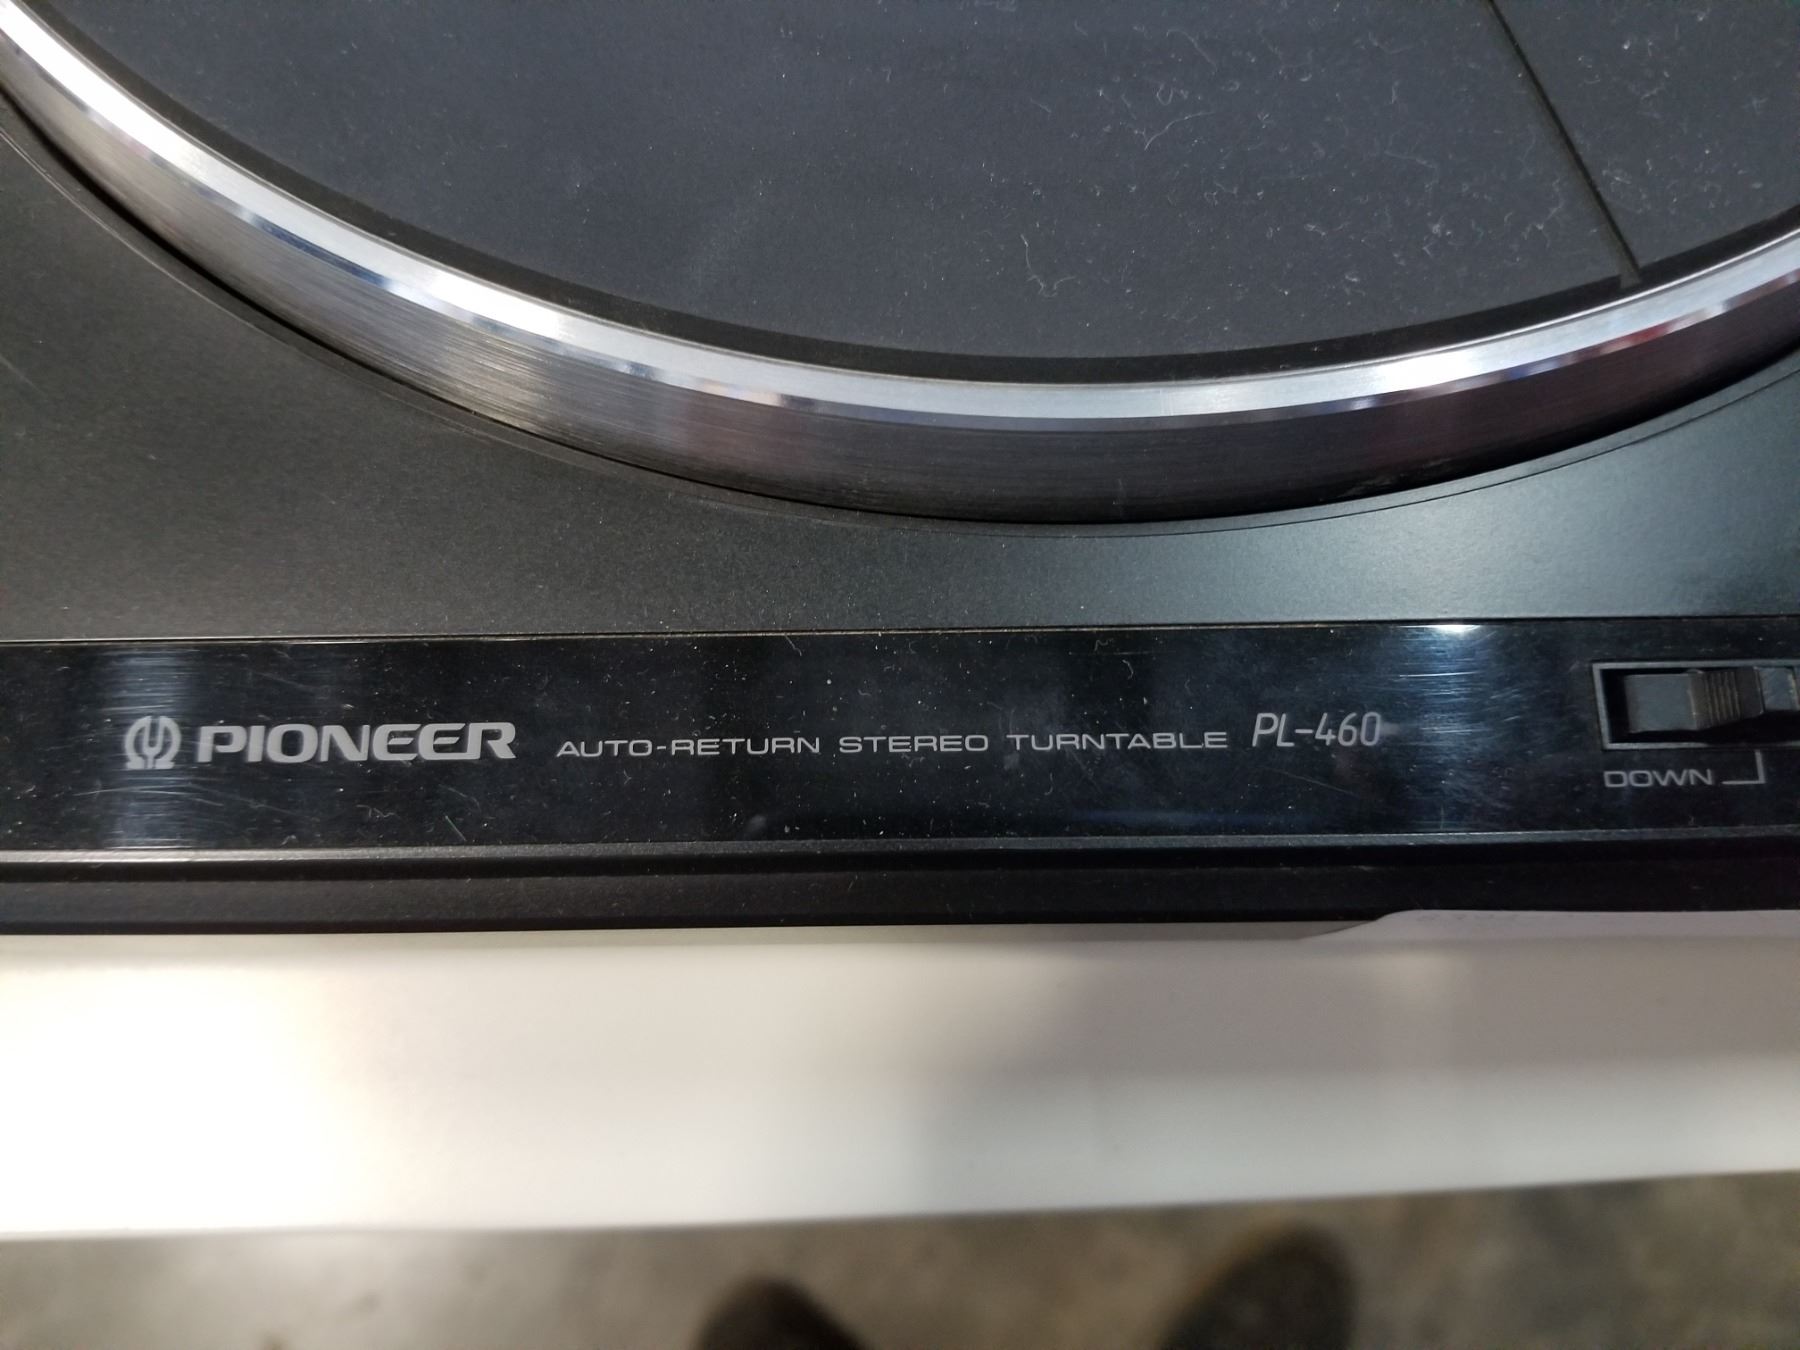 PIONEER AUTO-RETURN STEREO TURNTABLE PL-460
DOWN